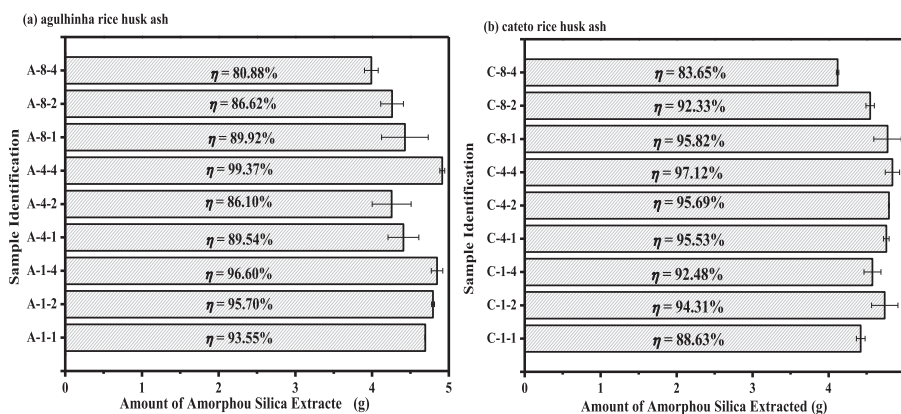 (a) agulhinha rice husk ash
Sample Identification
A-8-4
η = 80.88%
A-8-2
η = 86.62%
A-8-1
η = 89.92%
A-4-4
η = 99.37%
A-4-2
η = 86.10%
A-4-1
η = 89.54%
A-1-4
η = 96.60%
A-1-2
η = 95.70%
A-1-1
η = 93.55%
0 1 2 3 4 5
Amount of Amorphou Silica Extracte (g)
(b) cateto rice husk ash
Sample Identification
C-8-4
η = 83.65%
C-8-2
η = 92.33%
C-8-1
η = 95.82%
C-4-4
η = 97.12%
C-4-2
η = 95.69%
C-4-1
η = 95.53%
C-1-4
η = 92.48%
C-1-2
η = 94.31%
C-1-1
η = 88.63%
0 1 2 3 4
Amount of Amorphou Silica Extracted (g)